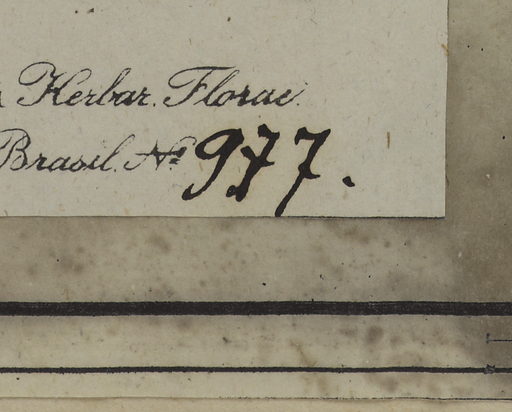 Herbar. Florae
Brasil. No 977.